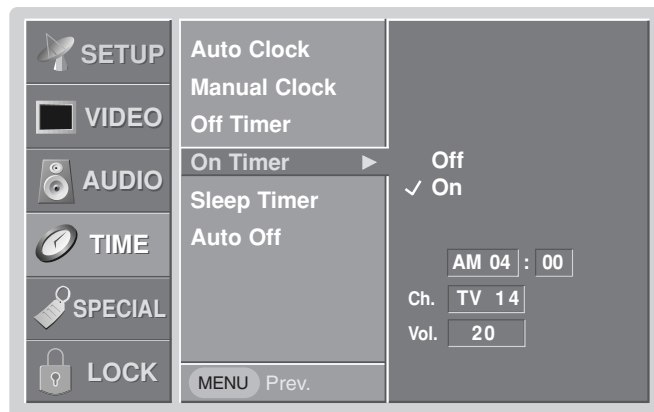 SETUP
VIDEO
AUDIO
TIME
SPECIAL
LOCK
Auto Clock
Manual Clock
Off Timer
On Timer ►
Sleep Timer
Auto Off
MENU Prev.
Off
✓ On
AM 04 : 00
Ch. TV 14
Vol. 20